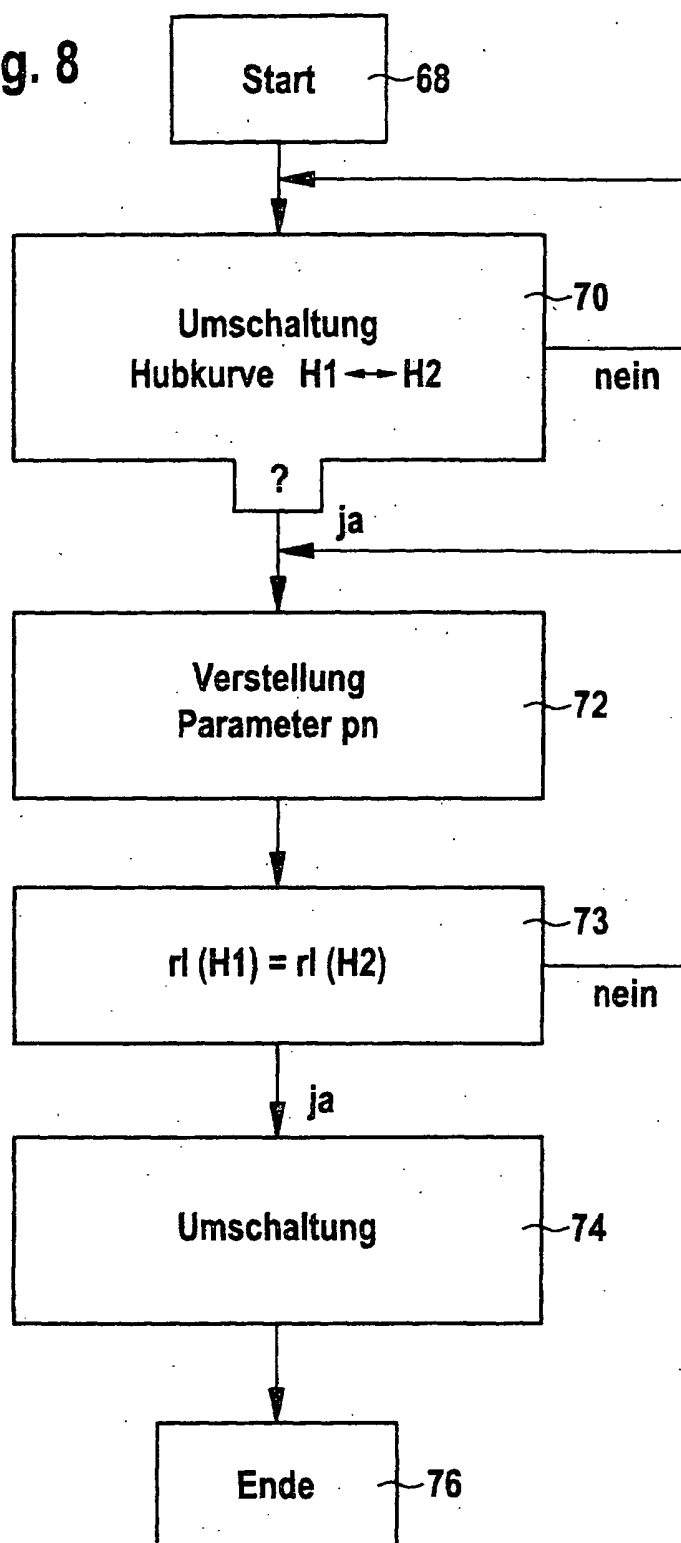 g. 8
Start 68
70
Umschaltung
Hubkurve H1 ↔ H2
nein
?
ja
Verstellung
Parameter pn
72
73
rl (H1) = rl (H2)
nein
ja
Umschaltung 74
Ende 76